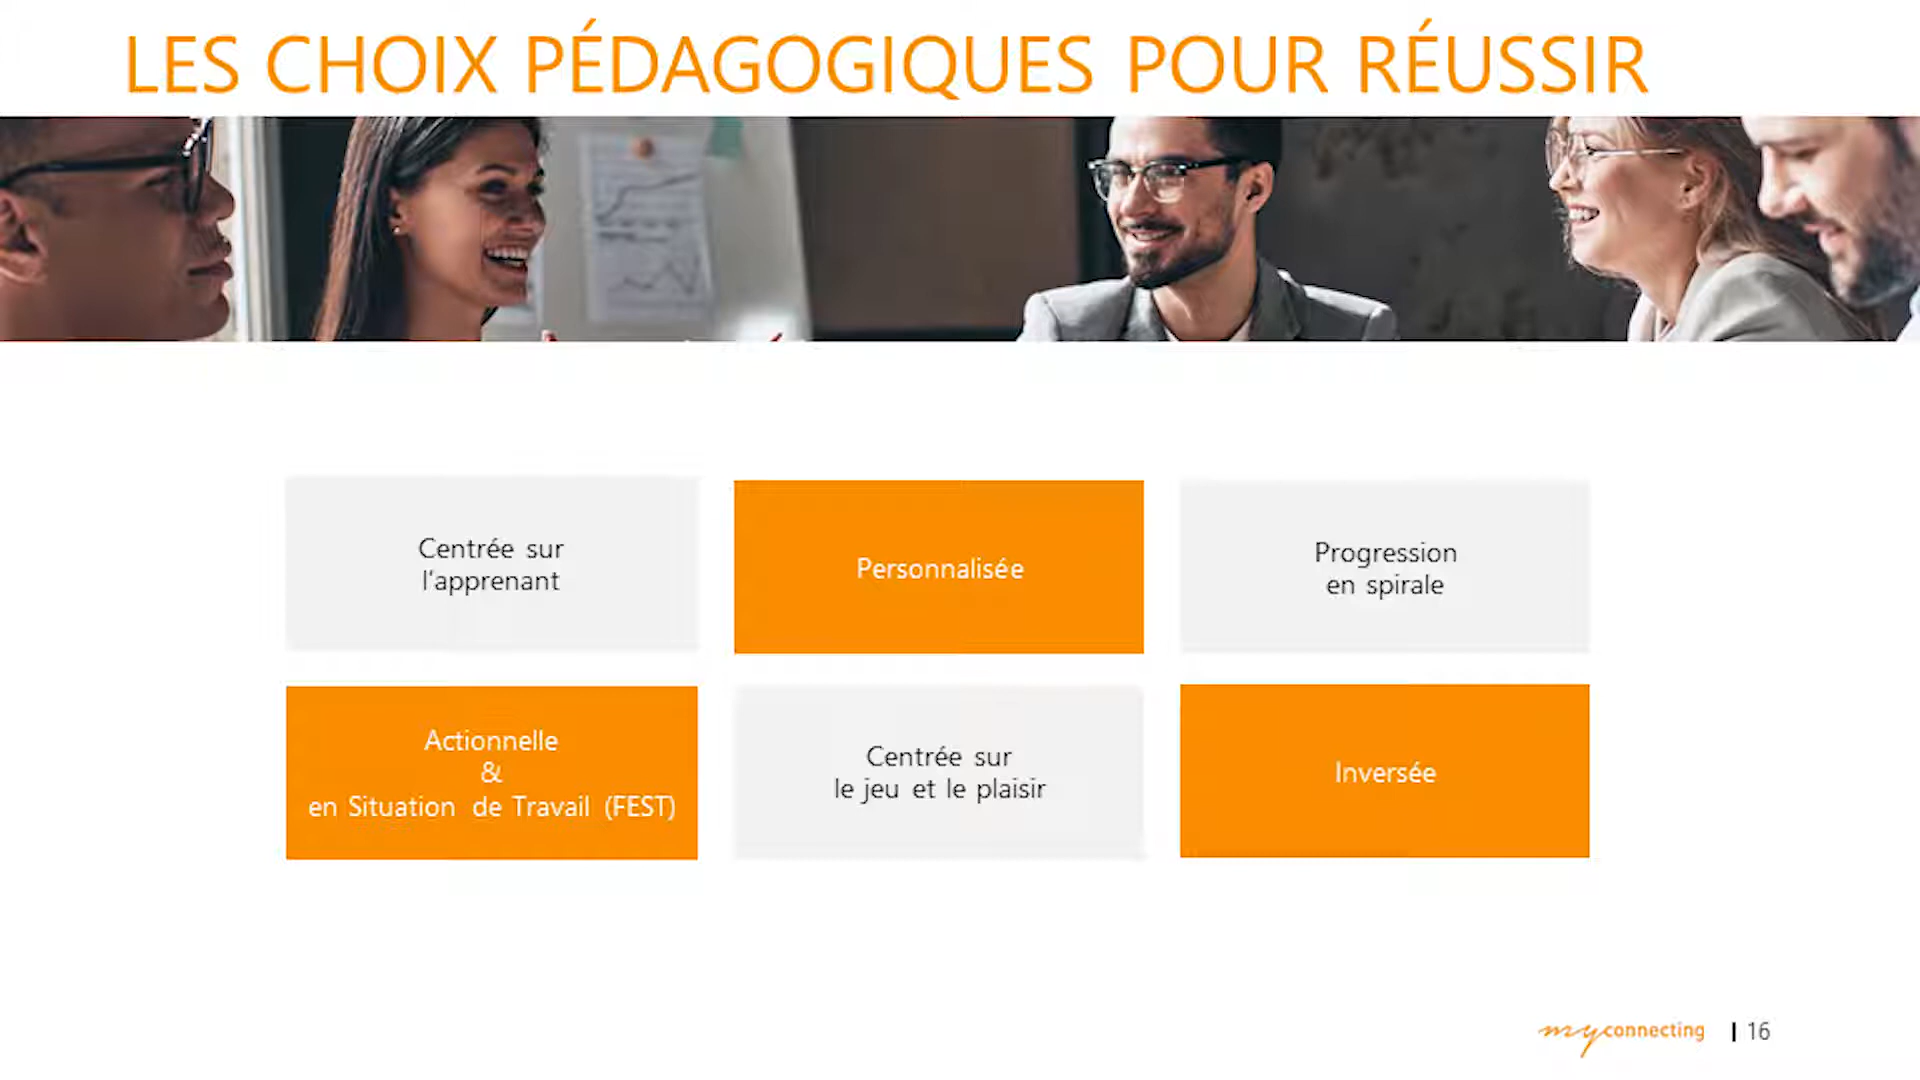 LES CHOIX PÉDAGOGIQUES POUR RÉUSSIR
Centrée sur
l'apprenant
Personnalisée
Progression
en spirale
Actionnelle
&
en Situation de Travail (FEST)
Centrée sur
le jeu et le plaisir
Inversée
myconnecting | 16